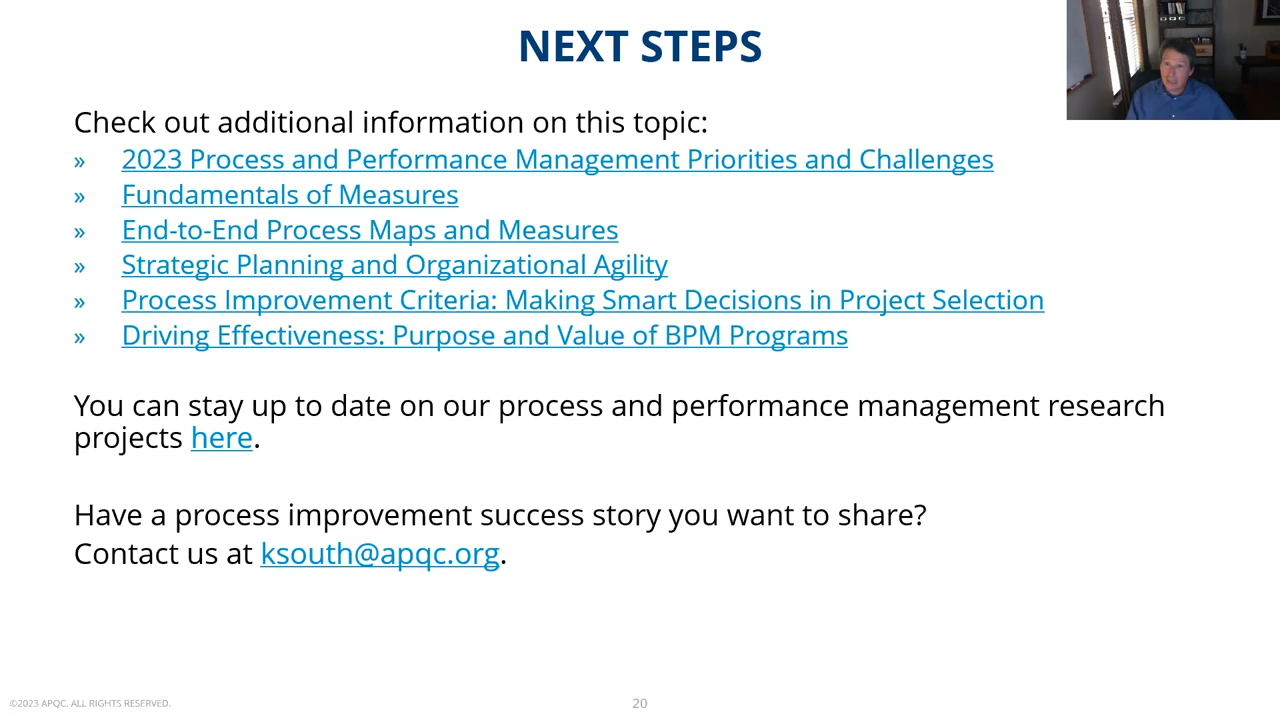 NEXT STEPS
Check out additional information on this topic:
» 2023 Process and Performance Management Priorities and Challenges
» Fundamentals of Measures
» End-to-End Process Maps and Measures
» Strategic Planning and Organizational Agility
» Process Improvement Criteria: Making Smart Decisions in Project Selection
» Driving Effectiveness: Purpose and Value of BPM Programs
You can stay up to date on our process and performance management research
projects here.
Have a process improvement success story you want to share?
Contact us at ksouth@apqc.org.
©2023 APQC. ALL RIGHTS RESERVED.
20